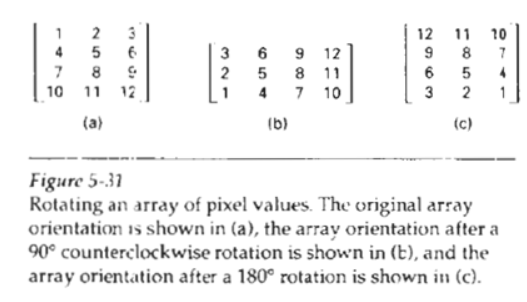 1 2 3
4 5 6
7 8 9
10 11 12
(a)
3 6 9 12
2 5 8 11
1 4 7 10
(b)
12 11 10
9 8 7
6 5 4
3 2 1
(c)
Figure 5-31
Rotating an array of pixel values. The original array
orientation is shown in (a), the array orientation after a
90° counterclockwise rotation is shown in (b), and the
array orientation after a 180° rotation is shown in (c).